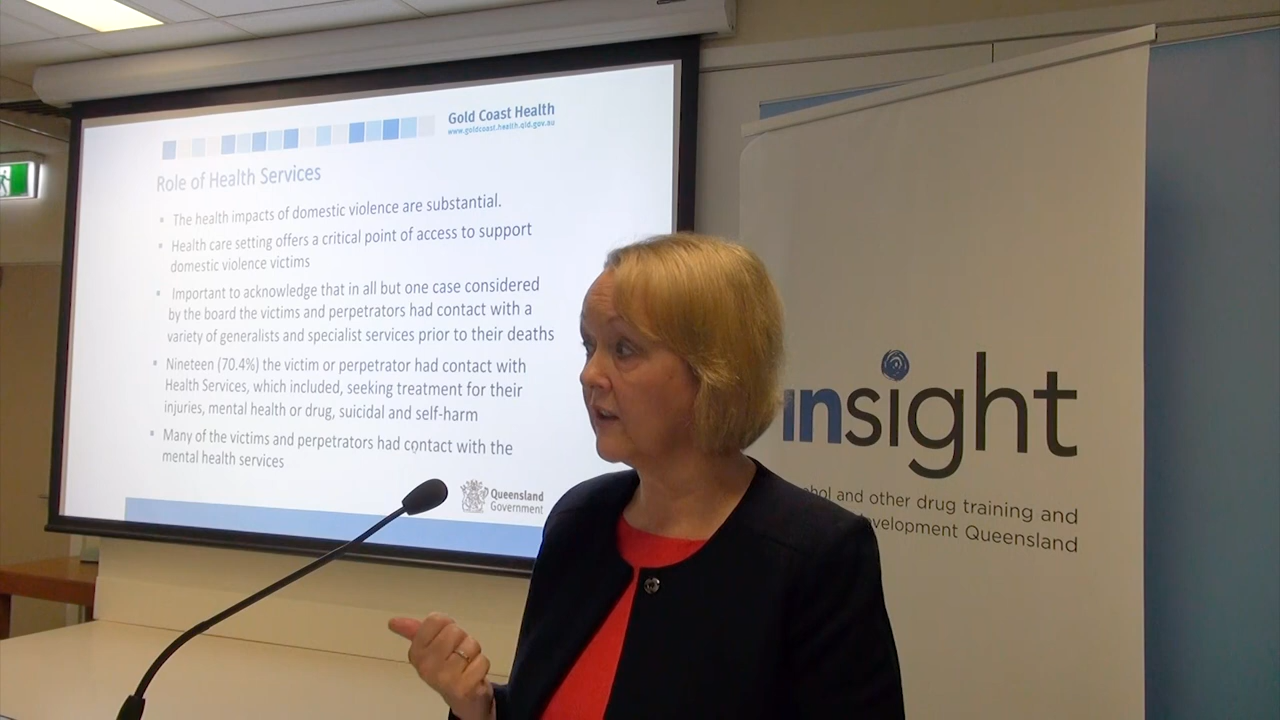 Gold Coast Health
www.goldcoast.health.qld.gov.au
Role of Health Services
▪ The health impacts of domestic violence are substantial.
▪ Health care setting offers a critical point of access to support
domestic violence victims
▪ Important to acknowledge that in all but one case considered
by the board the victims and perpetrators had contact with a
variety of generalists and specialist services prior to their deaths
▪ Nineteen (70.4%) the victim or perpetrator had contact with
Health Services, which included, seeking treatment for their
injuries, mental health or drug, suicidal and self-harm
▪ Many of the victims and perpetrators had contact with the
mental health services
Queensland
Government
insight
and other drug training and
Queensland